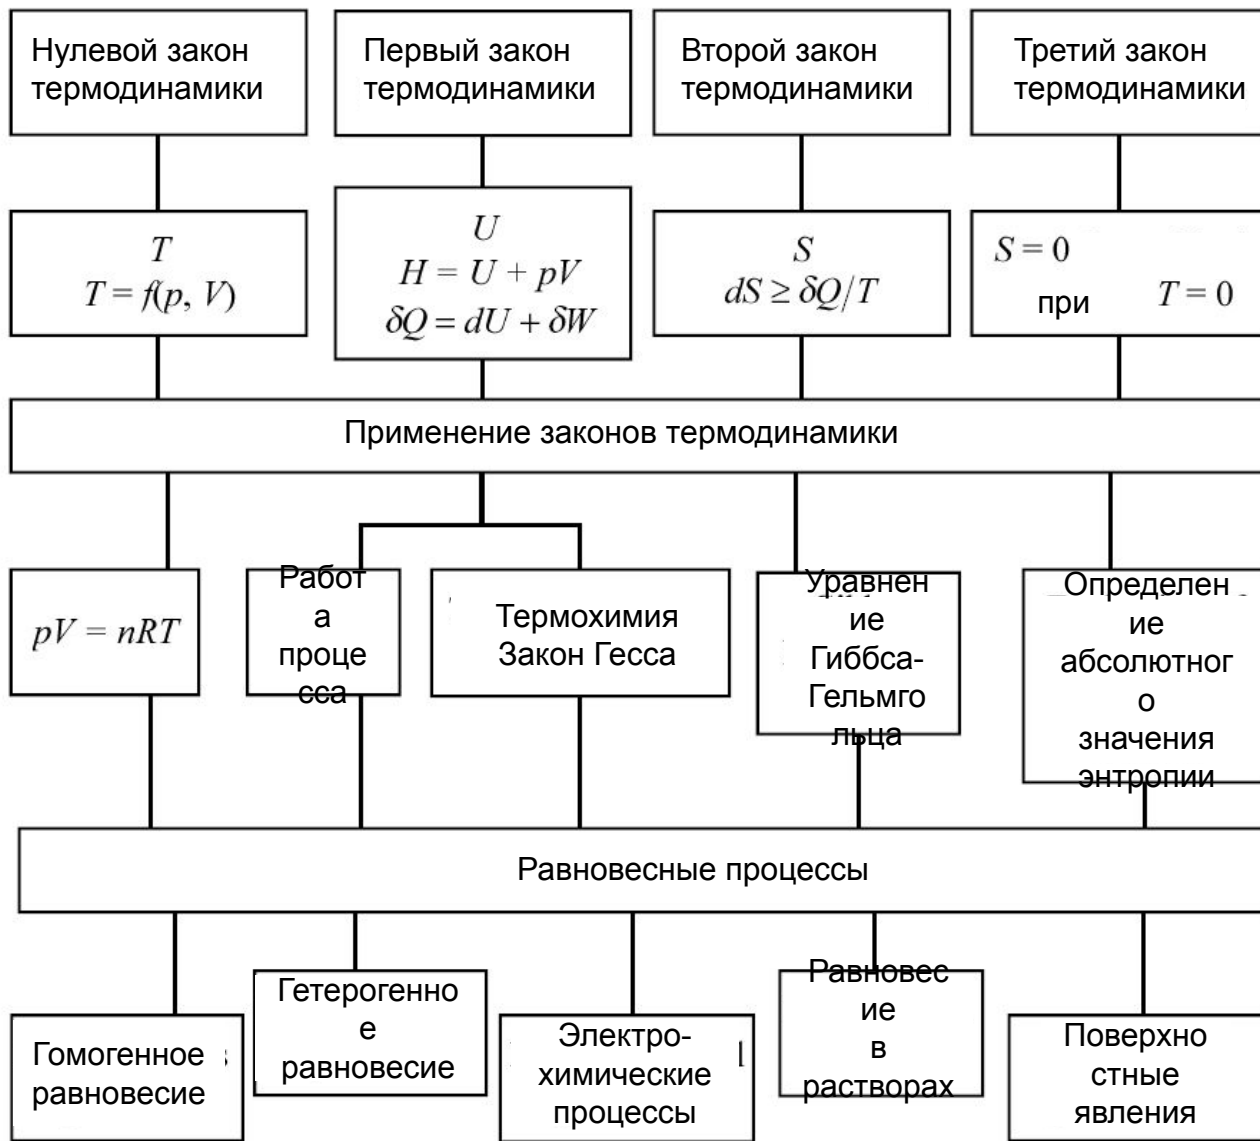 Нулевой закон
термодинамики
Первый закон
термодинамики
Второй закон
термодинамики
Третий закон
термодинамики
T
T = f(p, V)
U
H = U + pV
δQ = dU + δW
S
dS ≥ δQ/T
S = 0
при T = 0
Применение законов термодинамики
pV = nRT
Работ
а
проце
сса
Термохимия
Закон Гесса
Уравнен
ие
Гиббса-
Гельмго
льца
Определен
ие
абсолютног
о
значения
энтропии
Равновесные процессы
Гомогенное
равновесие
Гетерогенно
е
равновесие
Электро-
химические
процессы
Равновес
ие
в
растворах
Поверхно
стные
явления